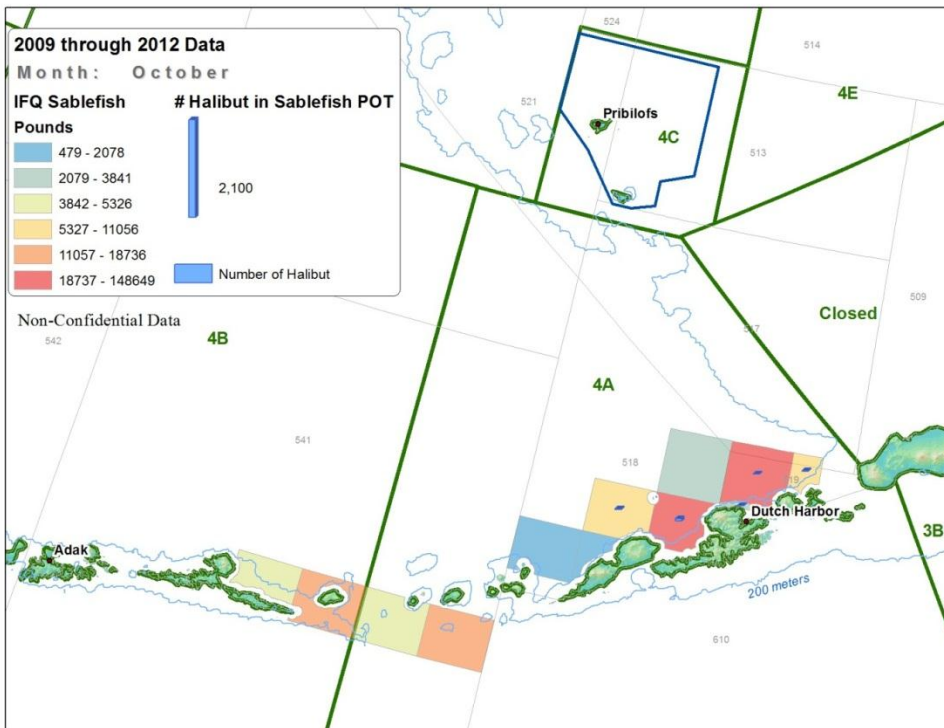 2009 through 2012 Data
Month: October
IFQ Sablefish
Pounds
479 - 2078
2079 - 3841
3842 - 5326
5327 - 11056
11057 - 18736
18737 - 148649
# Halibut in Sablefish POT
2,100
Number of Halibut
Non-Confidential Data
524
514
521
4E
Pribilofs
4C
513
509
Closed
517
542
4B
4A
541
518
519
Dutch Harbor
3B
Adak
200 meters
610